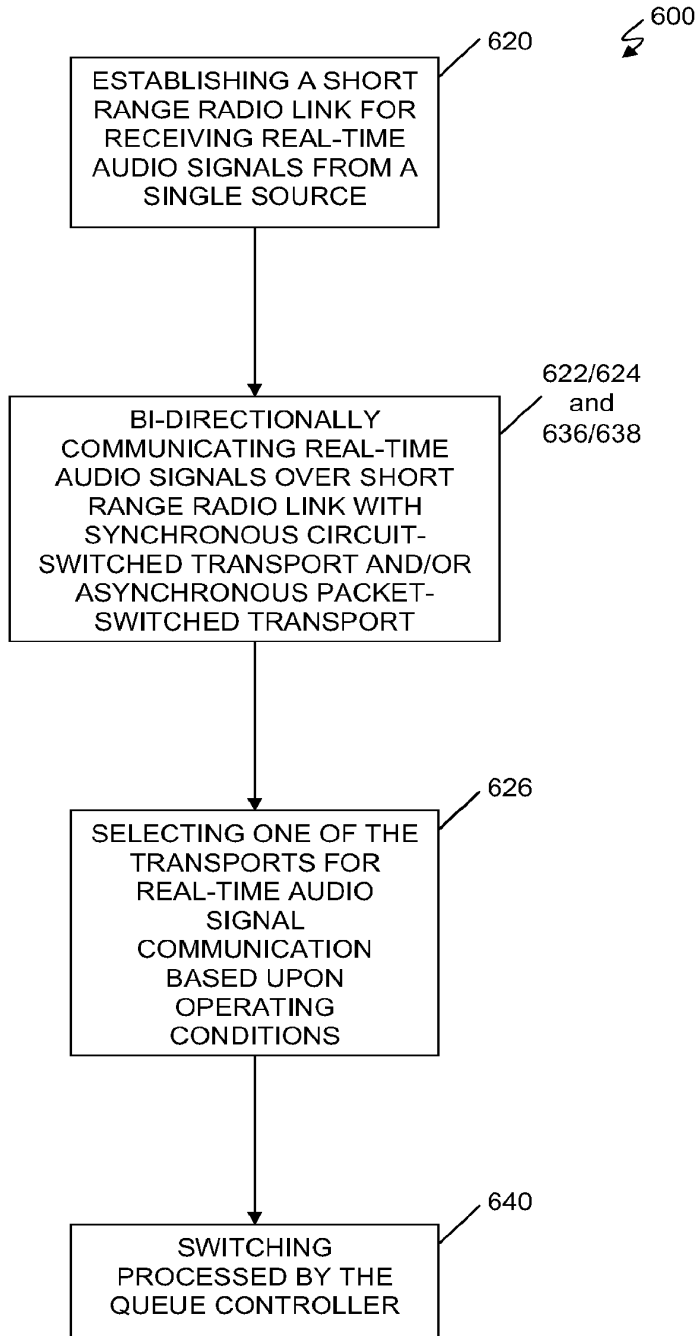 600
620
ESTABLISHING A SHORT
RANGE RADIO LINK FOR
RECEIVING REAL-TIME
AUDIO SIGNALS FROM A
SINGLE SOURCE
622/624
and
636/638
BI-DIRECTIONALLY
COMMUNICATING REAL-TIME
AUDIO SIGNALS OVER SHORT
RANGE RADIO LINK WITH
SYNCHRONOUS CIRCUIT-
SWITCHED TRANSPORT AND/OR
ASYNCHRONOUS PACKET-
SWITCHED TRANSPORT
626
SELECTING ONE OF THE
TRANSPORTS FOR
REAL-TIME AUDIO
SIGNAL
COMMUNICATION
BASED UPON
OPERATING
CONDITIONS
640
SWITCHING
PROCESSED BY THE
QUEUE CONTROLLER